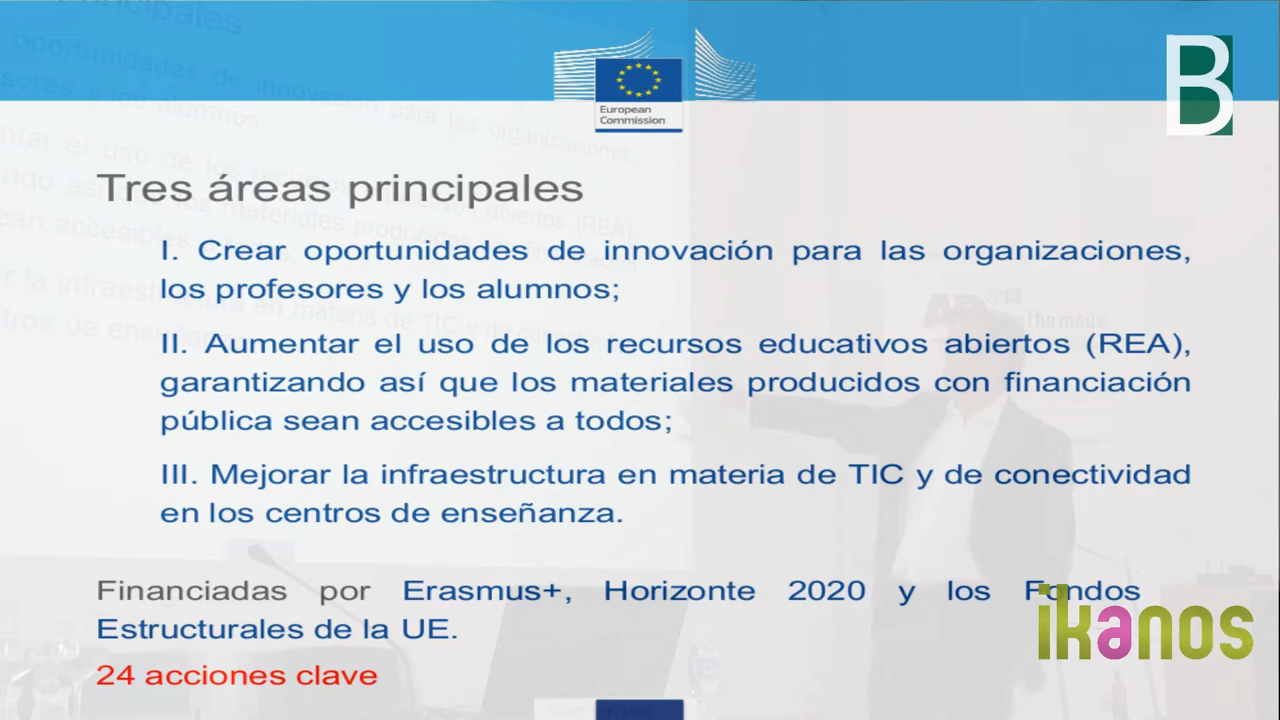 European
Commission
B
Tres áreas principales
I. Crear oportunidades de innovación para las organizaciones,
los profesores y los alumnos;
II. Aumentar el uso de los recursos educativos abiertos (REA),
garantizando así que los materiales producidos con financiación
pública sean accesibles a todos;
III. Mejorar la infraestructura en materia de TIC y de conectividad
en los centros de enseñanza.
Financiadas por Erasmus+, Horizonte 2020 y los Fondos
Estructurales de la UE.
ikanos
24 acciones clave